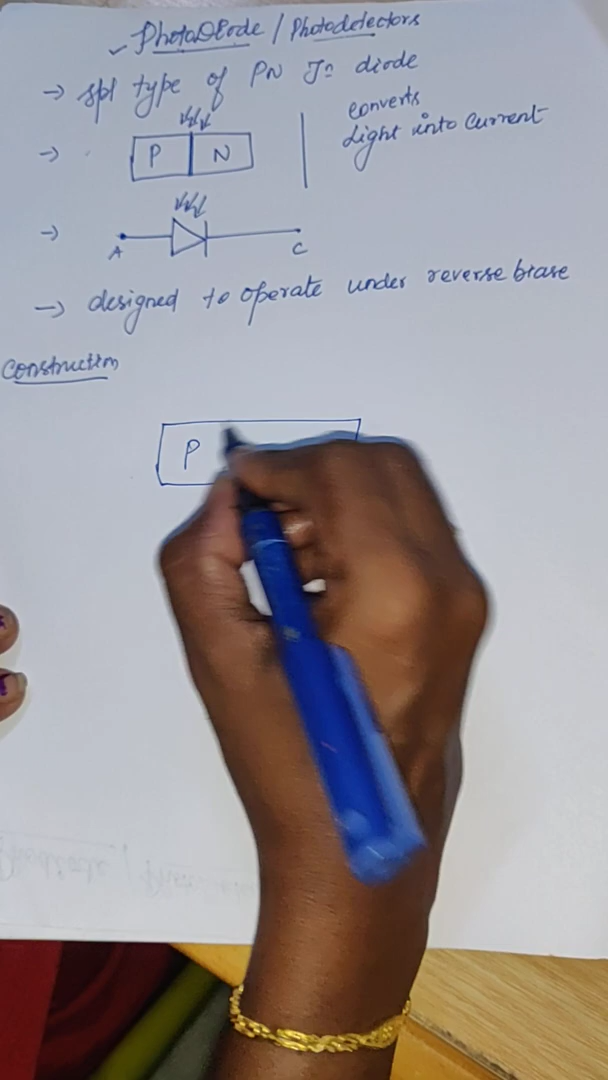 PhotoDiode / Photodetectors
→ spl type of PN Jn diode
→ P N
converts
Light into Current
→ A C
→ designed to operate under reverse biase
Construction
P